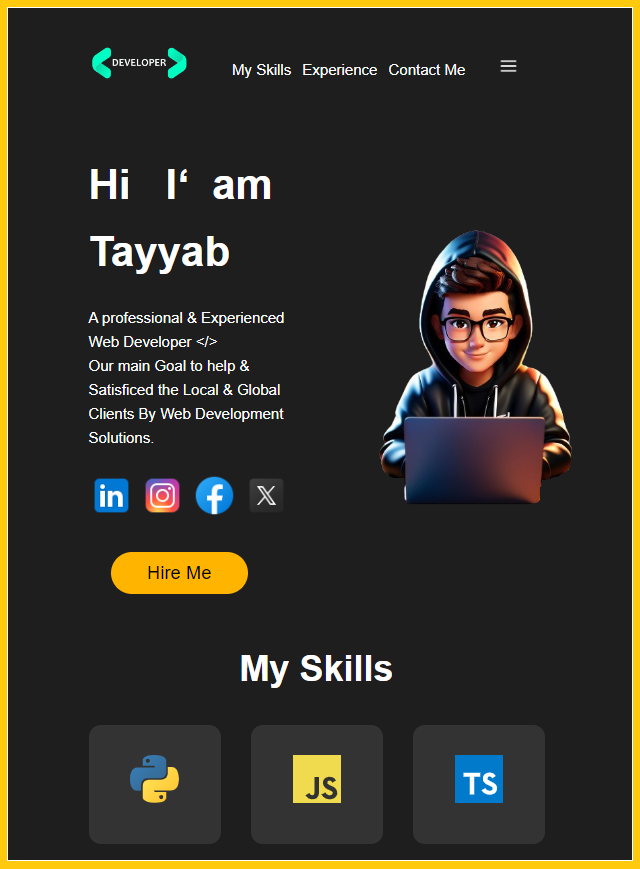 DEVELOPER
My Skills Experience Contact Me
Hi I‘ am
Tayyab
A professional & Experienced
Web Developer </>
Our main Goal to help &
Satisficed the Local & Global
Clients By Web Development
Solutions.
in f X
Hire Me
My Skills
JS TS